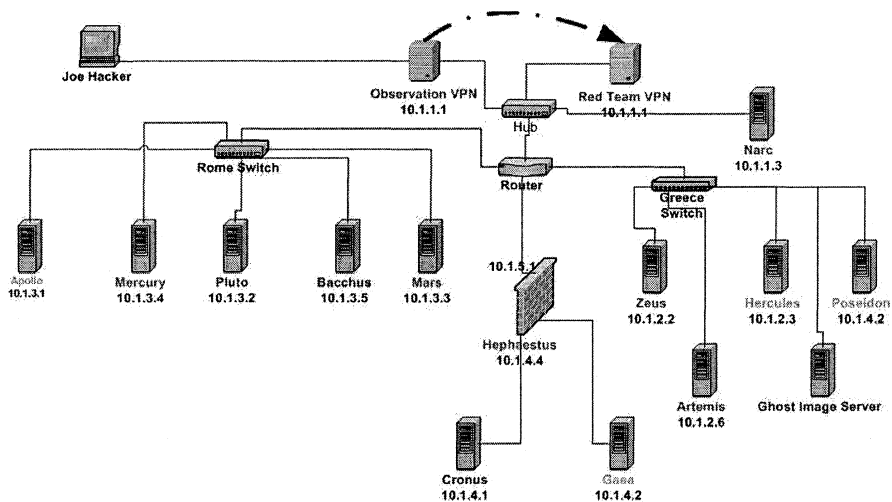 Joe Hacker
Observation VPN
10.1.1.1
Red Team VPN
10.1.1.1
Hub
Narc
10.1.1.3
Rome Switch
Router
Greece
Switch
Apollo
10.1.3.1
Mercury
10.1.3.4
Pluto
10.1.3.2
Bacchus
10.1.3.5
Mars
10.1.3.3
10.1.5.1
Hephaestus
10.1.4.4
Zeus
10.1.2.2
Hercules
10.1.2.3
Poseidon
10.1.4.2
Artemis
10.1.2.6
Ghost Image Server
Cronus
10.1.4.1
Gaea
10.1.4.2